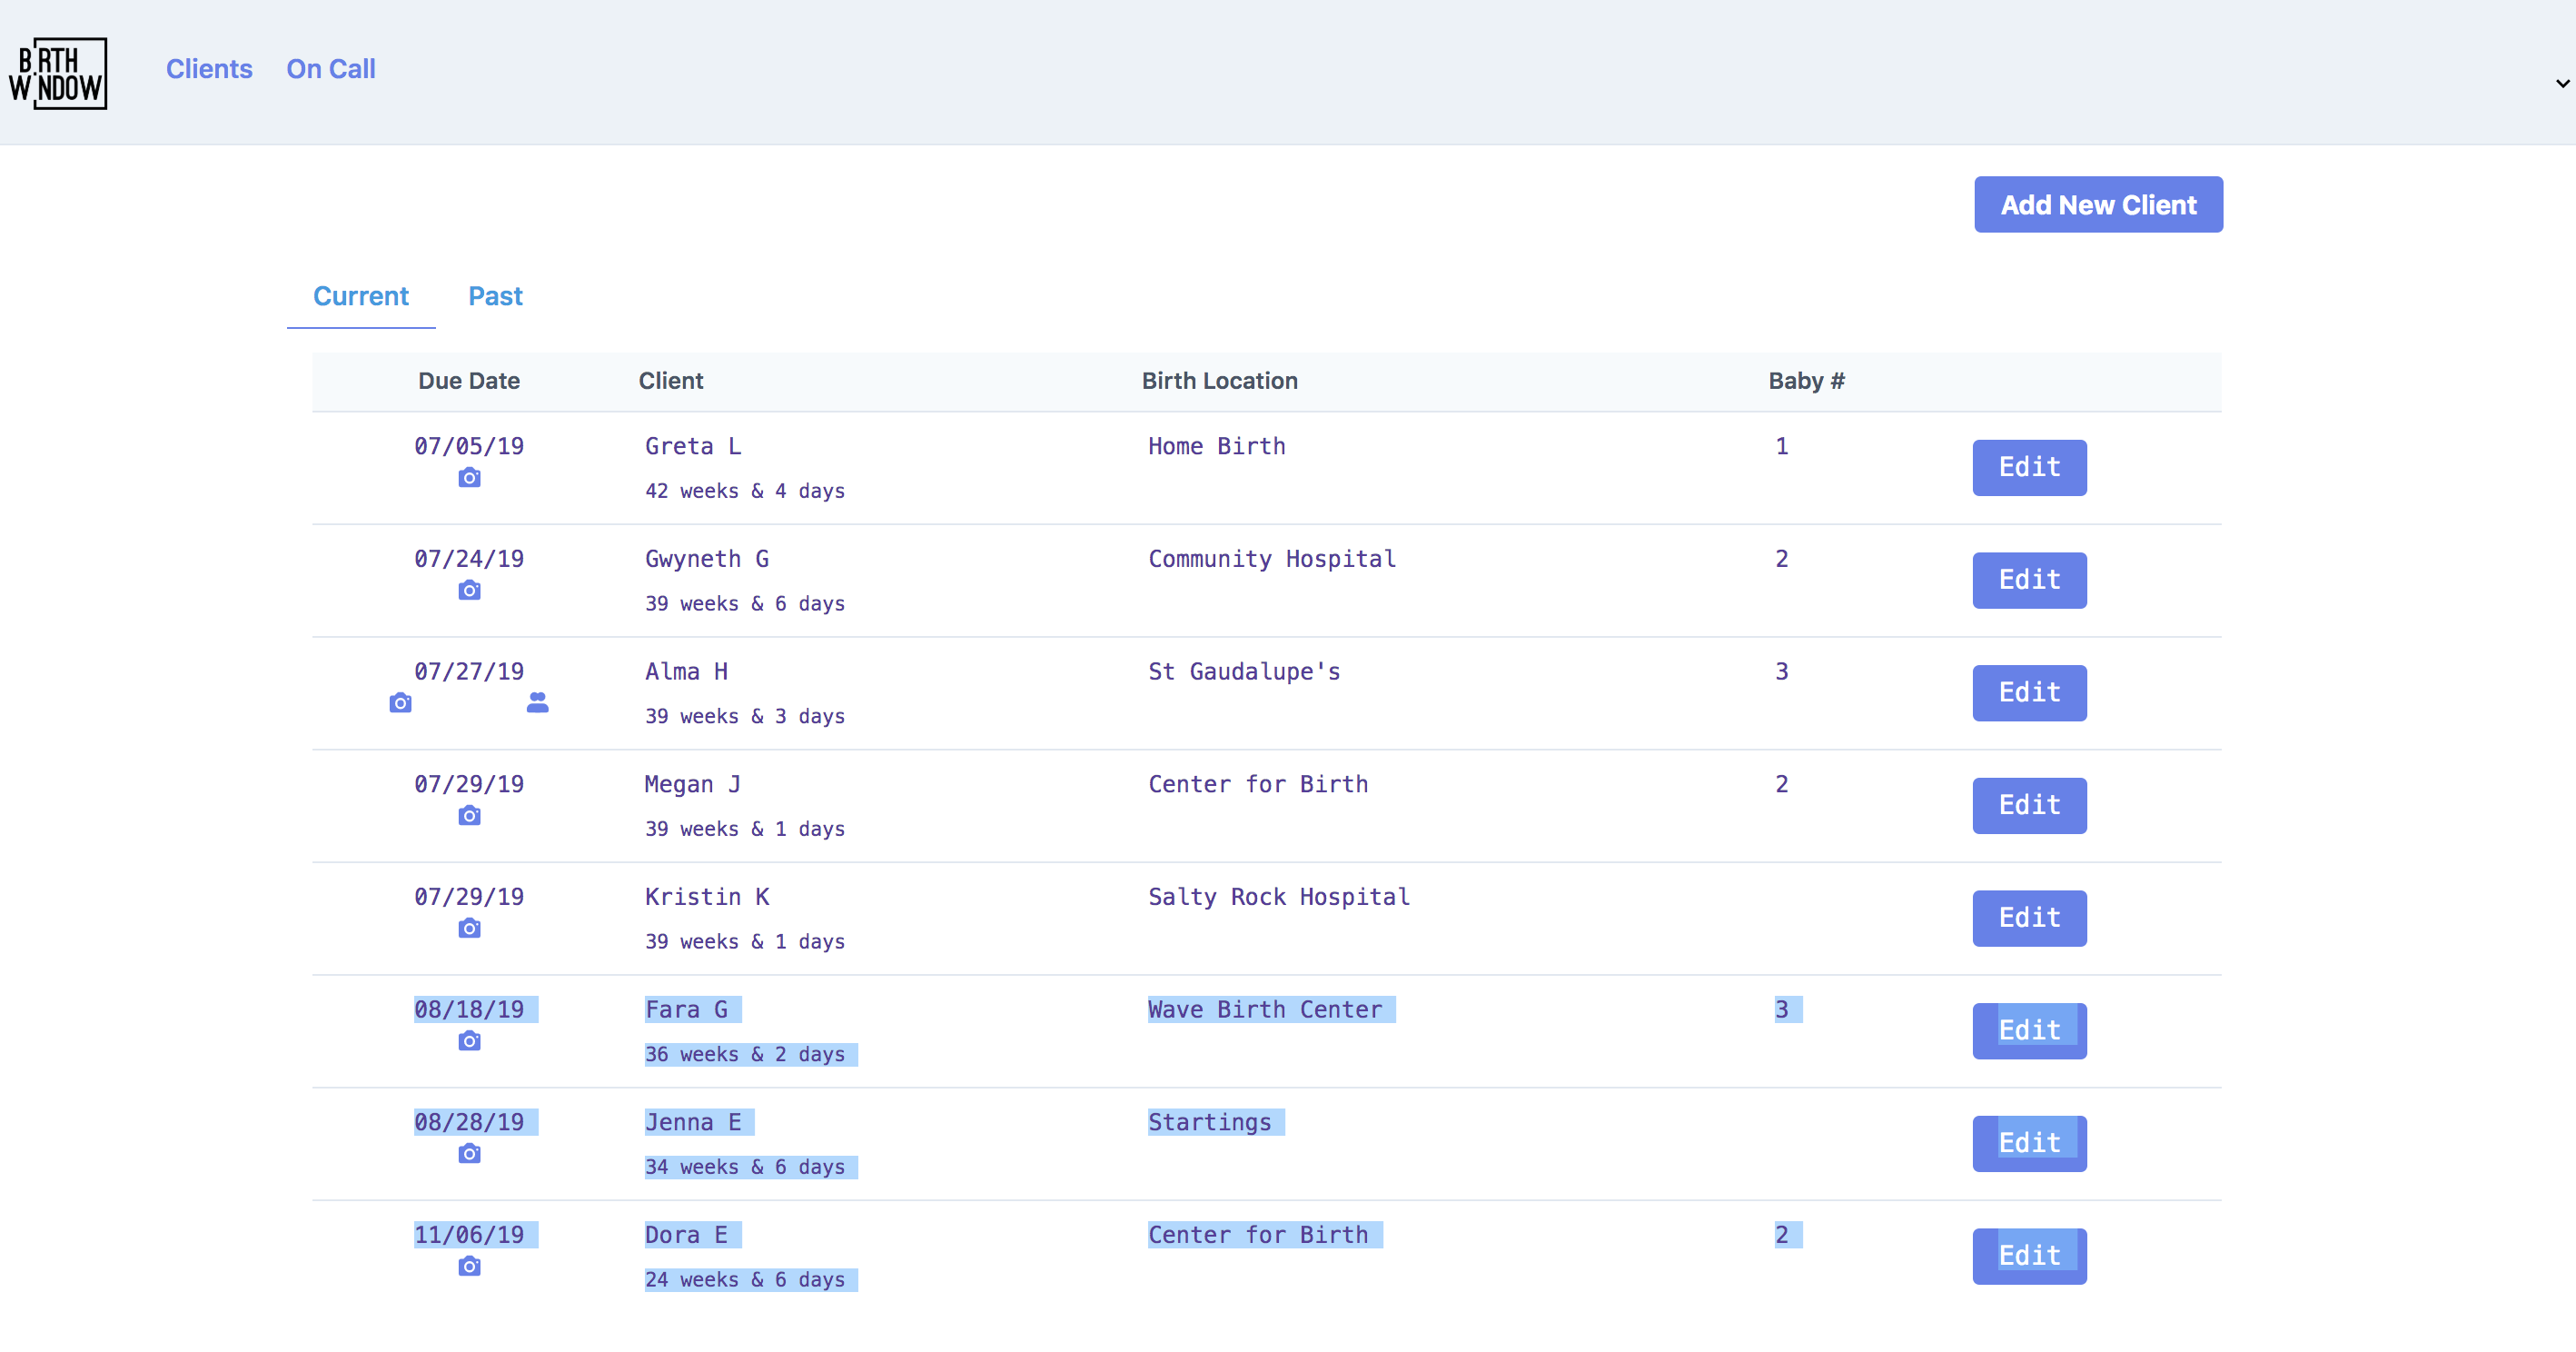 BIRTH
WINDOW
Clients On Call
Add New Client
Current Past
Due Date Client Birth Location Baby #
07/05/19 Greta L Home Birth 1 Edit
42 weeks & 4 days
07/24/19 Gwyneth G Community Hospital 2 Edit
39 weeks & 6 days
07/27/19 Alma H St Gaudalupe's 3 Edit
39 weeks & 3 days
07/29/19 Megan J Center for Birth 2 Edit
39 weeks & 1 days
07/29/19 Kristin K Salty Rock Hospital Edit
39 weeks & 1 days
08/18/19 Fara G Wave Birth Center 3 Edit
36 weeks & 2 days
08/28/19 Jenna E Startings Edit
34 weeks & 6 days
11/06/19 Dora E Center for Birth 2 Edit
24 weeks & 6 days